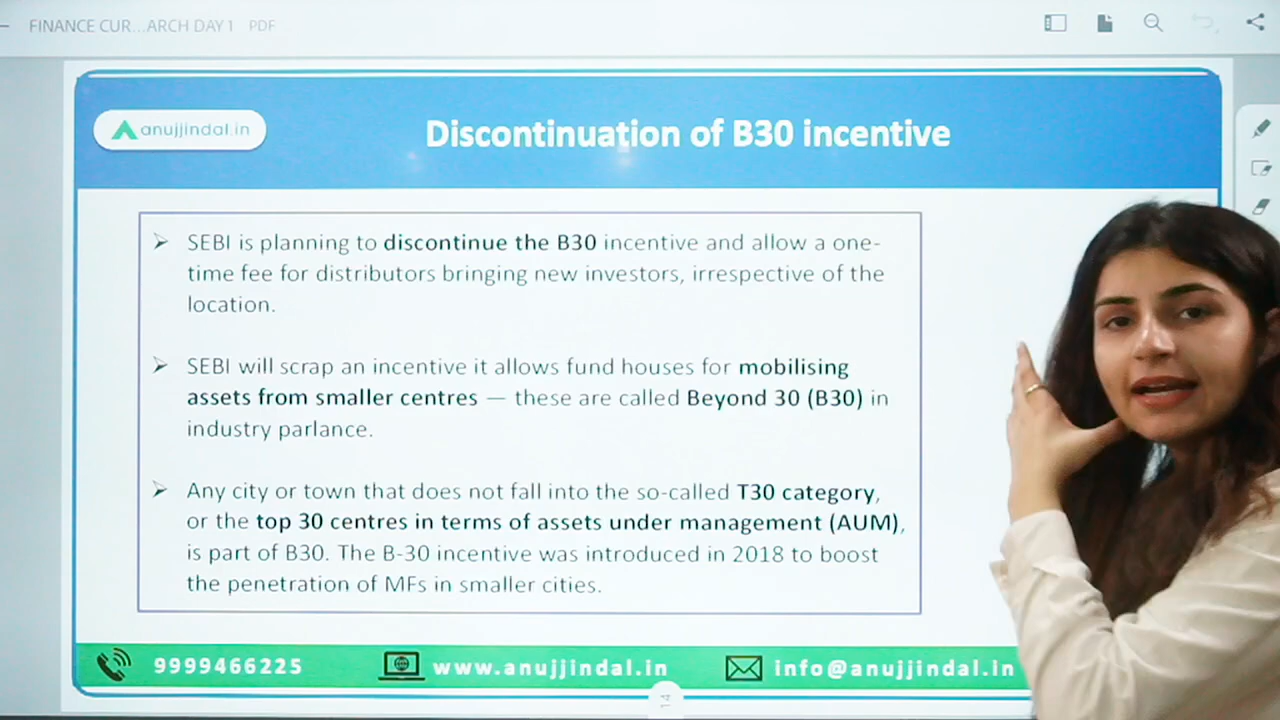 FINANCE CUR...ARCH DAY 1 PDF
anujjindal.in
Discontinuation of B30 incentive
➢ SEBI is planning to discontinue the B30 incentive and allow a one-
time fee for distributors bringing new investors, irrespective of the
location.
➢ SEBI will scrap an incentive it allows fund houses for mobilising
assets from smaller centres — these are called Beyond 30 (B30) in
industry parlance.
➢ Any city or town that does not fall into the so-called T30 category,
or the top 30 centres in terms of assets under management (AUM),
is part of B30. The B-30 incentive was introduced in 2018 to boost
the penetration of MFs in smaller cities.
9999466225 www.anujjindal.in info@anujjindal.in
14